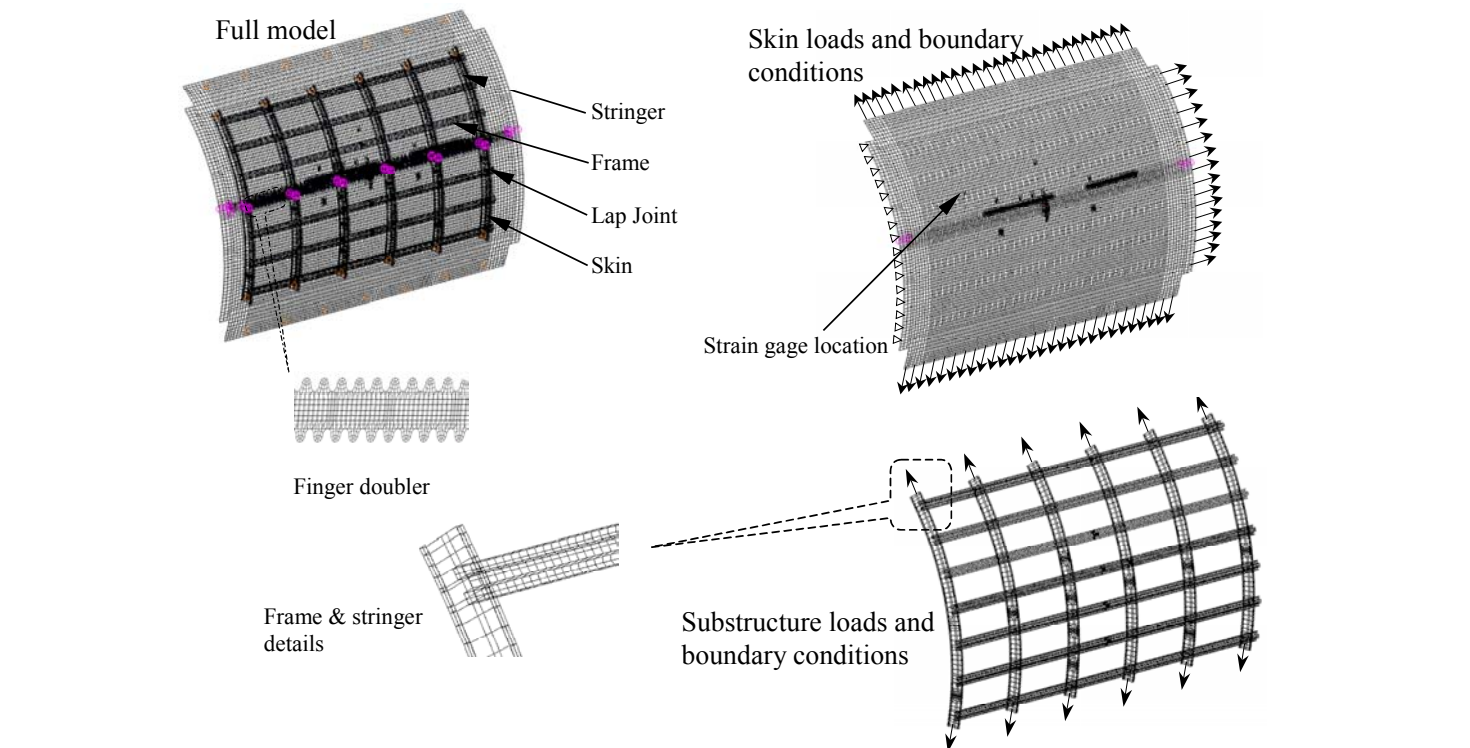 Full model
Stringer
Frame
Lap Joint
Skin
Finger doubler
Frame & stringer
details
Skin loads and boundary
conditions
Strain gage location
Substructure loads and
boundary conditions